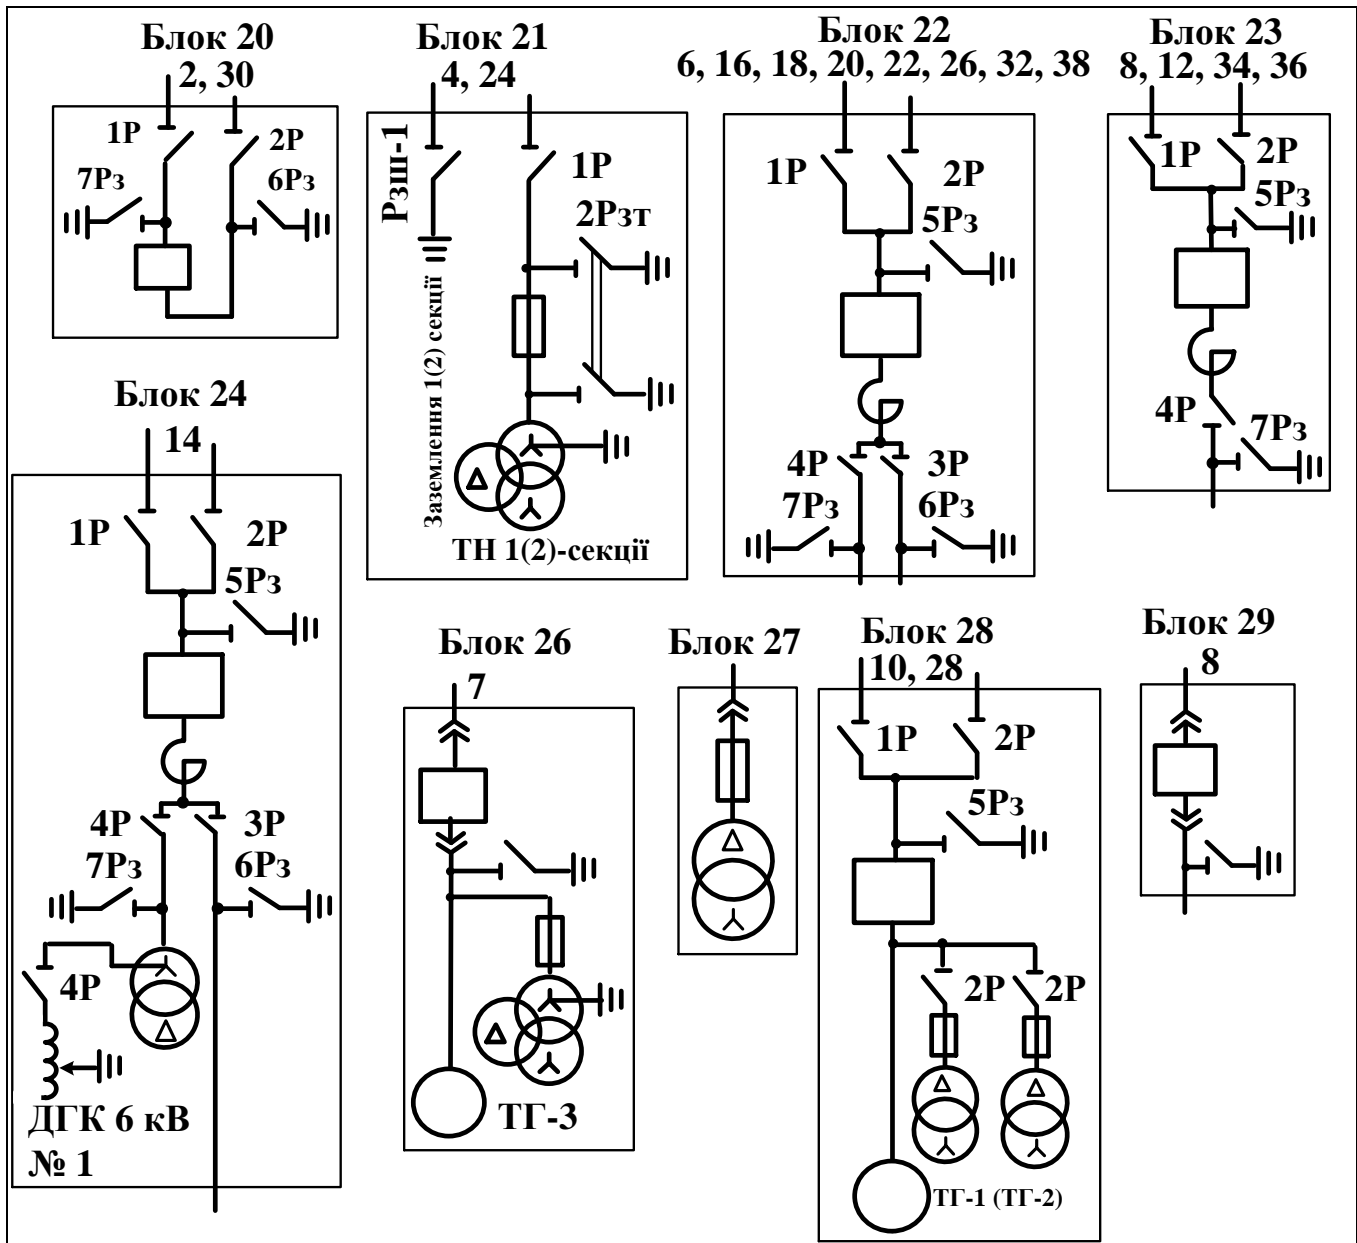 Блок 20
2, 30
1Р
2Р
7Рз
6Рз
Блок 21
4, 24
Рзш-1
1Р
2Рзт
Заземлення 1(2) секції
ТН 1(2)-секції
Блок 22
6, 16, 18, 20, 22, 26, 32, 38
1Р
2Р
5Рз
4Р
3Р
7Рз
6Рз
Блок 23
8, 12, 34, 36
1Р
2Р
5Рз
4Р
7Рз
Блок 24
14
1Р
2Р
5Рз
4Р
3Р
7Рз
6Рз
4Р
ДГК 6 кВ
№ 1
Блок 26
7
ТГ-3
Блок 27
Блок 28
10, 28
1Р
2Р
5Рз
2Р
2Р
ТГ-1 (ТГ-2)
Блок 29
8